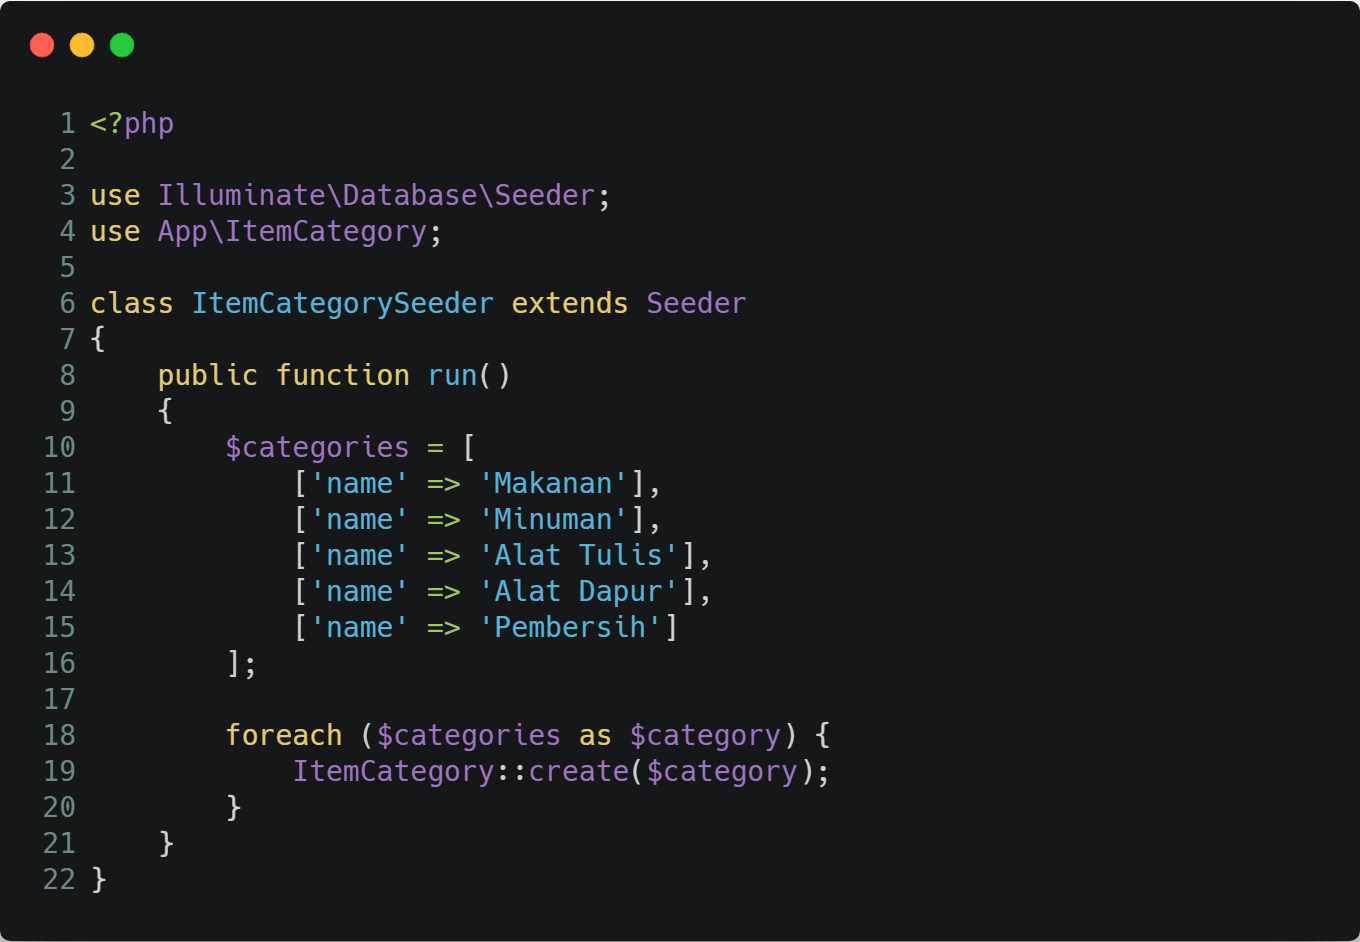 1 <?php
2
3 use Illuminate\Database\Seeder;
4 use App\ItemCategory;
5
6 class ItemCategorySeeder extends Seeder
7 {
8     public function run()
9     {
10         $categories = [
11             ['name' => 'Makanan'],
12             ['name' => 'Minuman'],
13             ['name' => 'Alat Tulis'],
14             ['name' => 'Alat Dapur'],
15             ['name' => 'Pembersih']
16         ];
17
18         foreach ($categories as $category) {
19             ItemCategory::create($category);
20         }
21     }
22 }